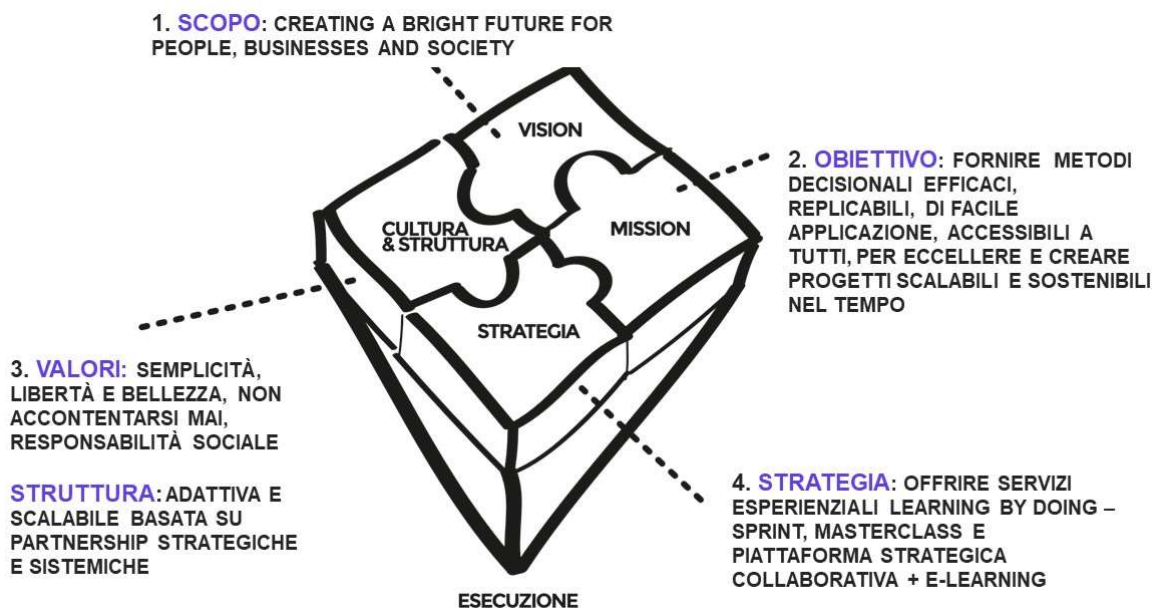 1. SCOPO: CREATING A BRIGHT FUTURE FOR
PEOPLE, BUSINESSES AND SOCIETY
VISION
2. OBIETTIVO: FORNIRE METODI
DECISIONALI EFFICACI,
REPLICABILI, DI FACILE
APPLICAZIONE, ACCESSIBILI A
TUTTI, PER ECCELLERE E CREARE
PROGETTI SCALABILI E SOSTENIBILI
NEL TEMPO
CULTURA
& STRUTTURA
MISSION
STRATEGIA
3. VALORI: SEMPLICITÀ,
LIBERTÀ E BELLEZZA, NON
ACCONTENTARSI MAI,
RESPONSABILITÀ SOCIALE
STRUTTURA: ADATTIVA E
SCALABILE BASATA SU
PARTNERSHIP STRATEGICHE
E SISTEMICHE
4. STRATEGIA: OFFRIRE SERVIZI
ESPERIENZIALI LEARNING BY DOING –
SPRINT, MASTERCLASS E
PIATTAFORMA STRATEGICA
COLLABORATIVA + E-LEARNING
ESECUZIONE